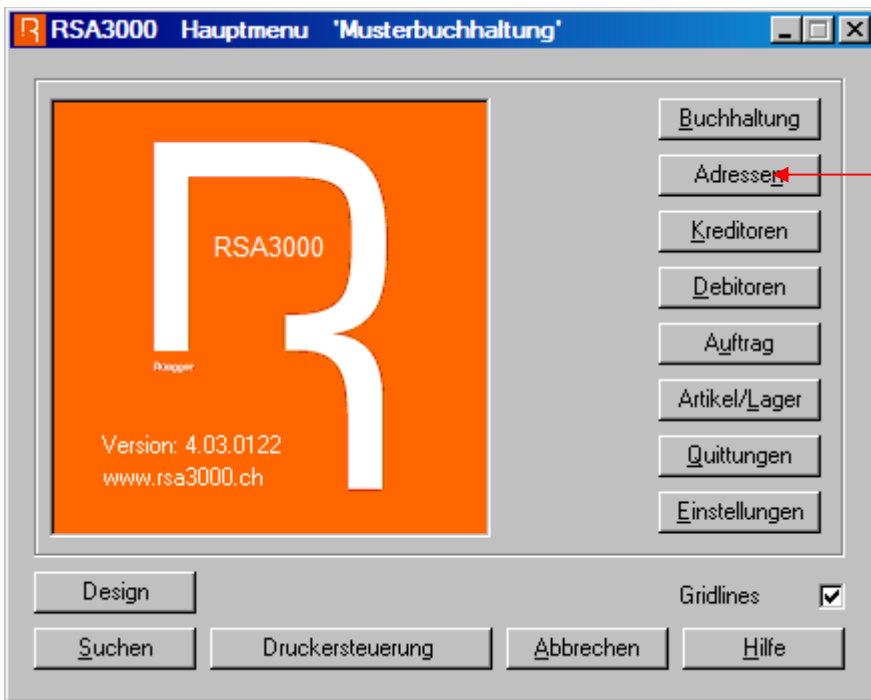 RSA3000 Hauptmenu 'Musterbuchhaltung'
RSA3000
Version: 4.03.0122
www.rsa3000.ch
Buchhaltung
Adressen
Kreditoren
Debitoren
Auftrag
Artikel/Lager
Quittungen
Einstellungen
Design
Gridlines
Suchen
Druckersteuerung
Abbrechen
Hilfe